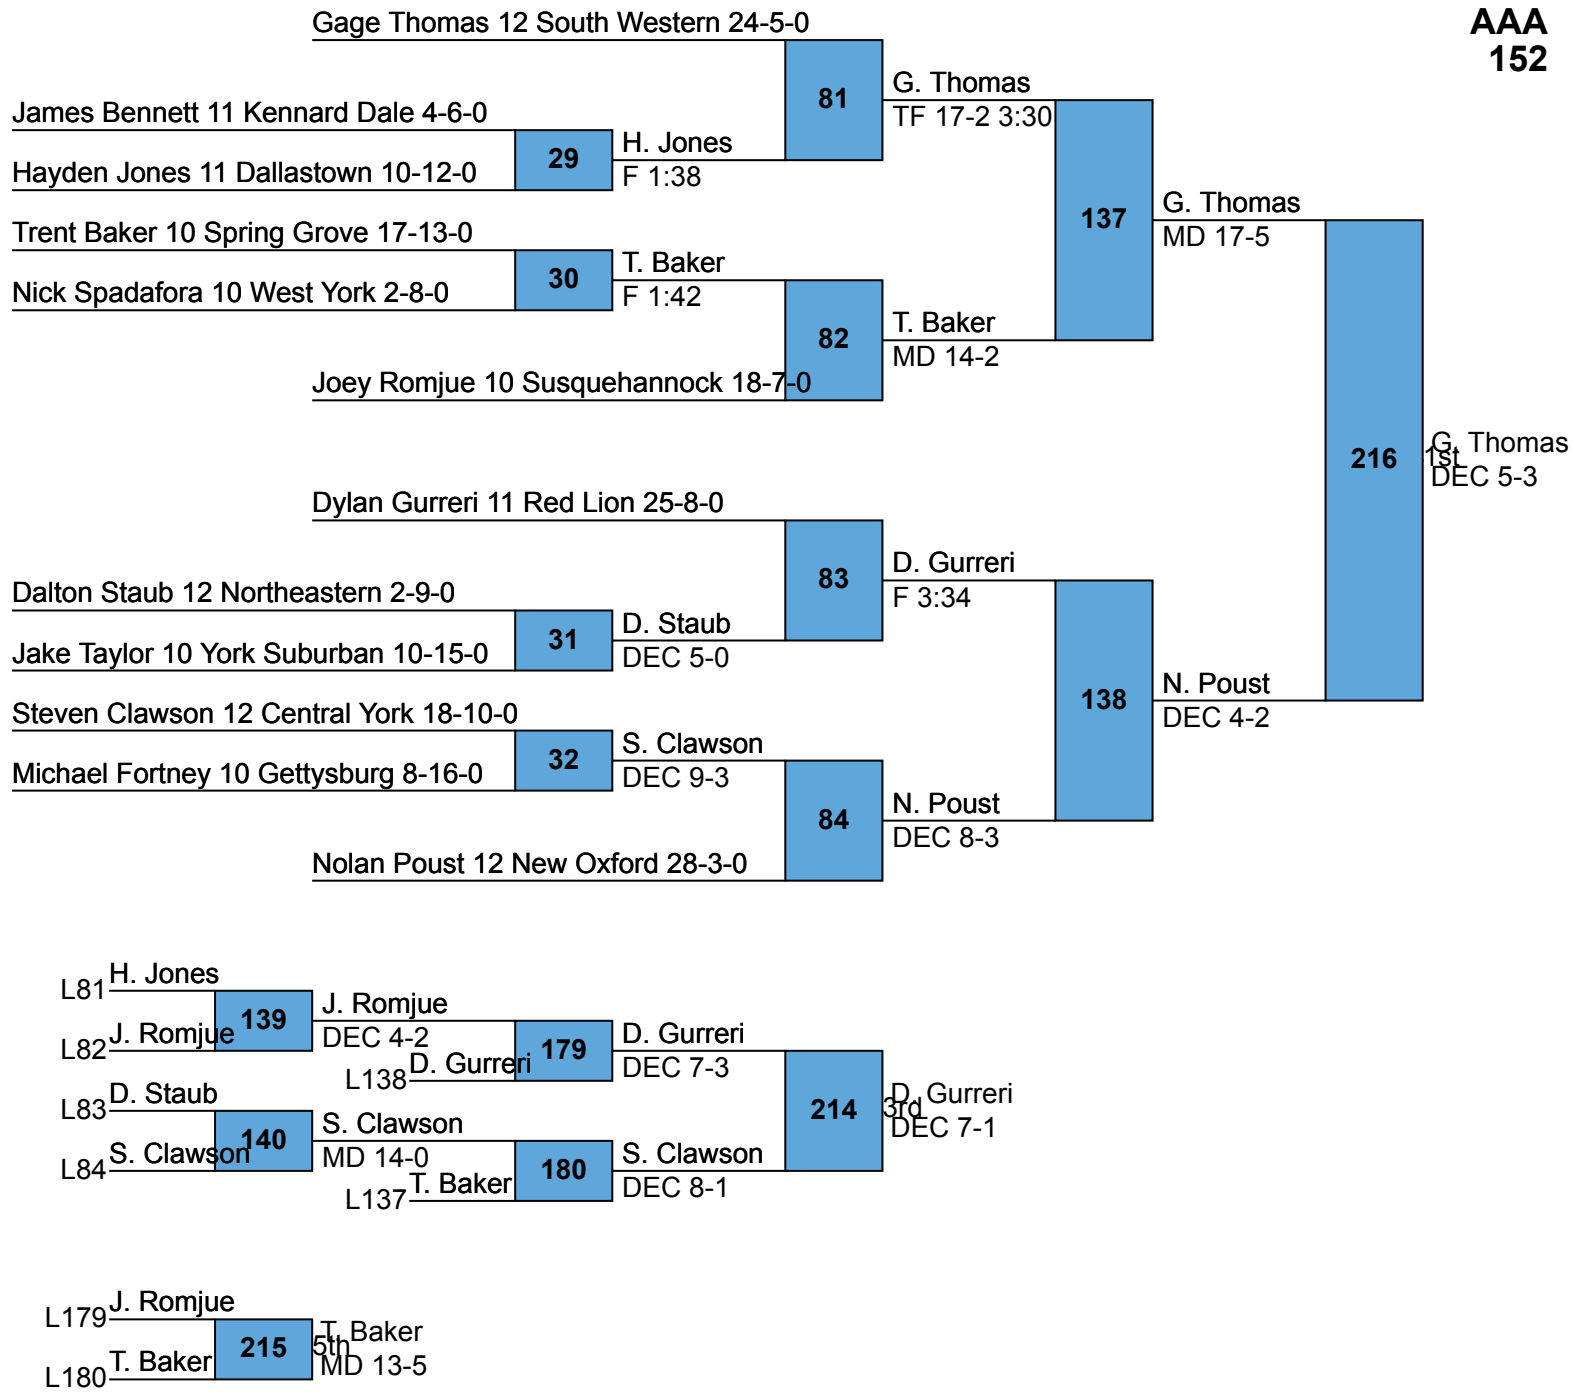 AAA
152
Gage Thomas 12 South Western 24-5-0
81
G. Thomas
TF 17-2 3:30
James Bennett 11 Kennard Dale 4-6-0
29
H. Jones
F 1:38
Hayden Jones 11 Dallastown 10-12-0
137
G. Thomas
MD 17-5
Trent Baker 10 Spring Grove 17-13-0
30
T. Baker
F 1:42
Nick Spadafora 10 West York 2-8-0
82
T. Baker
MD 14-2
Joey Romjue 10 Susquehannock 18-7-0
216
1st
G. Thomas
DEC 5-3
Dylan Gurreri 11 Red Lion 25-8-0
83
D. Gurreri
F 3:34
Dalton Staub 12 Northeastern 2-9-0
31
D. Staub
DEC 5-0
Jake Taylor 10 York Suburban 10-15-0
138
N. Poust
DEC 4-2
Steven Clawson 12 Central York 18-10-0
32
S. Clawson
DEC 9-3
Michael Fortney 10 Gettysburg 8-16-0
84
N. Poust
DEC 8-3
Nolan Poust 12 New Oxford 28-3-0
L81
H. Jones
139
J. Romjue
DEC 4-2
L82
J. Romjue
179
D. Gurreri
DEC 7-3
L138
D. Gurreri
L83
D. Staub
140
S. Clawson
MD 14-0
L84
S. Clawson
214
3rd
D. Gurreri
DEC 7-1
180
S. Clawson
DEC 8-1
L137
T. Baker
L179
J. Romjue
215
5th
T. Baker
MD 13-5
L180
T. Baker